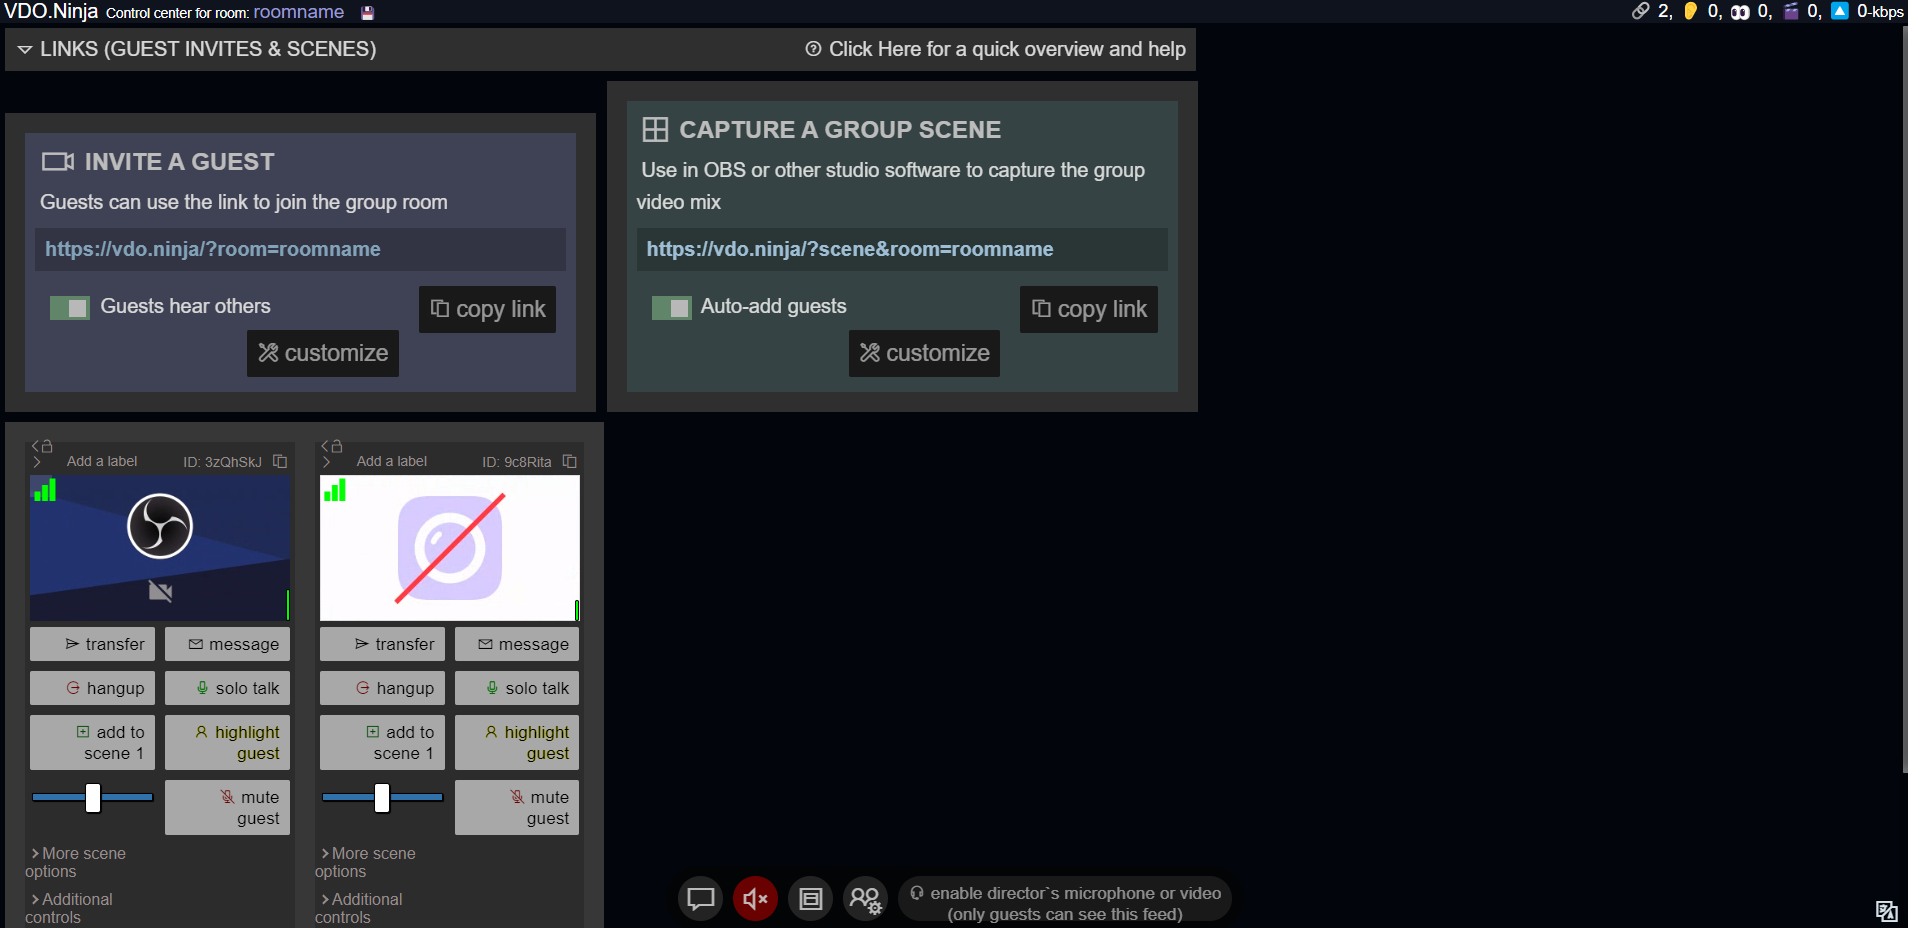 VDO.Ninja Control center for room: roomname
2, 0, 0, 0, 0-kbps
LINKS (GUEST INVITES & SCENES)
Click Here for a quick overview and help
INVITE A GUEST
Guests can use the link to join the group room
https://vdo.ninja/?room=roomname
Guests hear others
copy link
customize
CAPTURE A GROUP SCENE
Use in OBS or other studio software to capture the group
video mix
https://vdo.ninja/?scene&room=roomname
Auto-add guests
copy link
customize
Add a label ID: 3zQhSkJ
transfer
message
hangup
solo talk
add to
scene 1
highlight
guest
mute
guest
More scene
options
Additional
controls
Add a label ID: 9c8Rita
transfer
message
hangup
solo talk
add to
scene 1
highlight
guest
mute
guest
More scene
options
Additional
controls
enable director`s microphone or video
(only guests can see this feed)